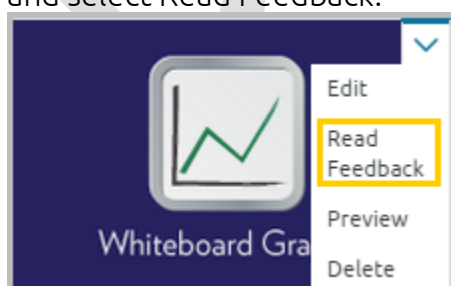 and select Read Feedback.
Edit
Read
Feedback
Preview
Whiteboard Gra
Delete